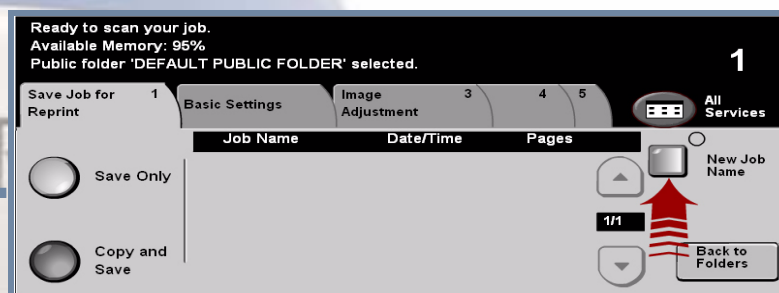 Ready to scan your job.
Available Memory: 95%
Public folder 'DEFAULT PUBLIC FOLDER' selected.
1
Save Job for 1
Reprint
Basic Settings
Image 3
Adjustment
4
5
All
Services
Job Name Date/Time Pages
Save Only
New Job
Name
1/1
Copy and
Save
Back to
Folders